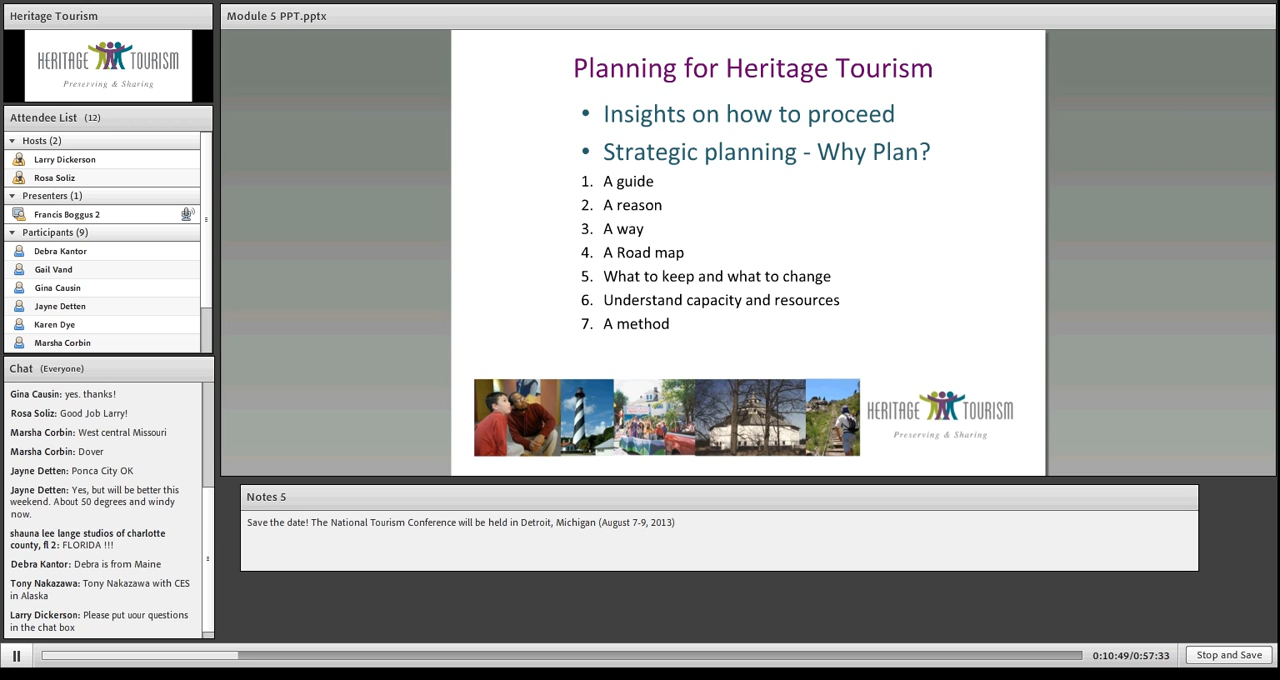 Heritage Tourism
HERITAGE TOURISM
Preserving & Sharing
Attendee List (12)
Hosts (2)
Larry Dickerson
Rosa Soliz
Presenters (1)
Francis Boggus 2
Participants (9)
Debra Kantor
Gail Vand
Gina Causin
Jayne Detten
Karen Dye
Marsha Corbin
Chat (Everyone)
Gina Causin: yes. thanks!
Rosa Soliz: Good Job Larry!
Marsha Corbin: West central Missouri
Marsha Corbin: Dover
Jayne Detten: Ponca City OK
Jayne Detten: Yes, but will be better this
weekend. About 50 degrees and windy
now.
shauna lee lange studios of charlotte
county, fl 2: FLORIDA !!!
Debra Kantor: Debra is from Maine
Tony Nakazawa: Tony Nakazawa with CES
in Alaska
Larry Dickerson: Please put uour questions
in the chat box
Module 5 PPT.pptx
Planning for Heritage Tourism
• Insights on how to proceed
• Strategic planning - Why Plan?
1. A guide
2. A reason
3. A way
4. A Road map
5. What to keep and what to change
6. Understand capacity and resources
7. A method
HERITAGE TOURISM
Preserving & Sharing
Notes 5
Save the date! The National Tourism Conference will be held in Detroit, Michigan (August 7-9, 2013)
0:10:49/0:57:33
Stop and Save